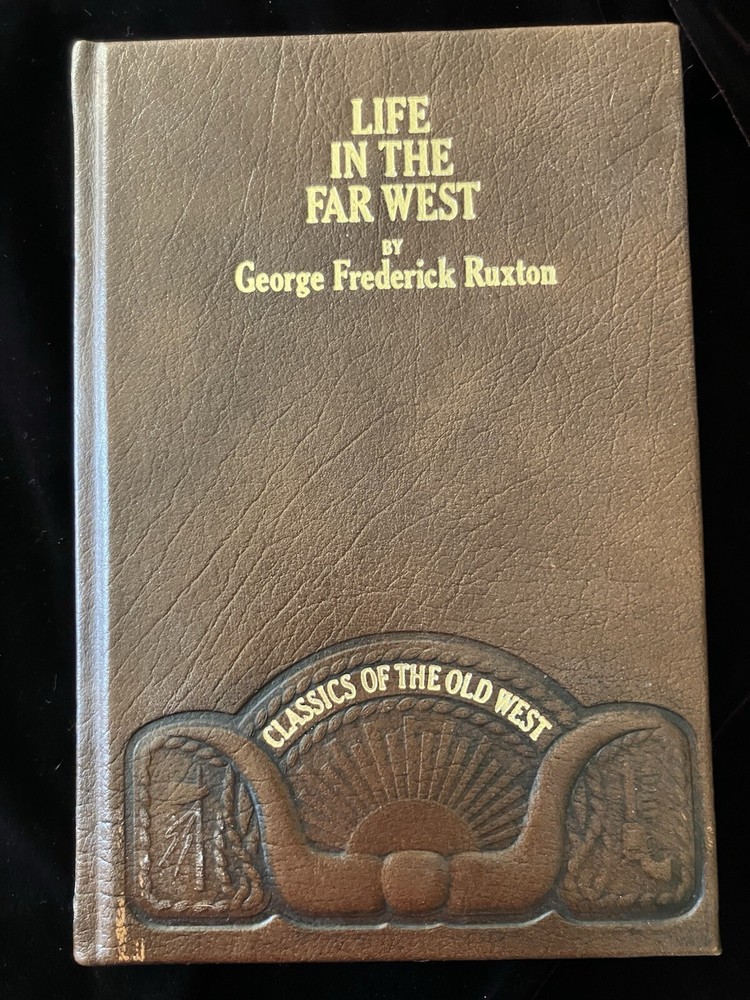 LIFE
IN THE
FAR WEST
BY
George Frederick Ruxton
CLASSICS OF THE OLD WEST